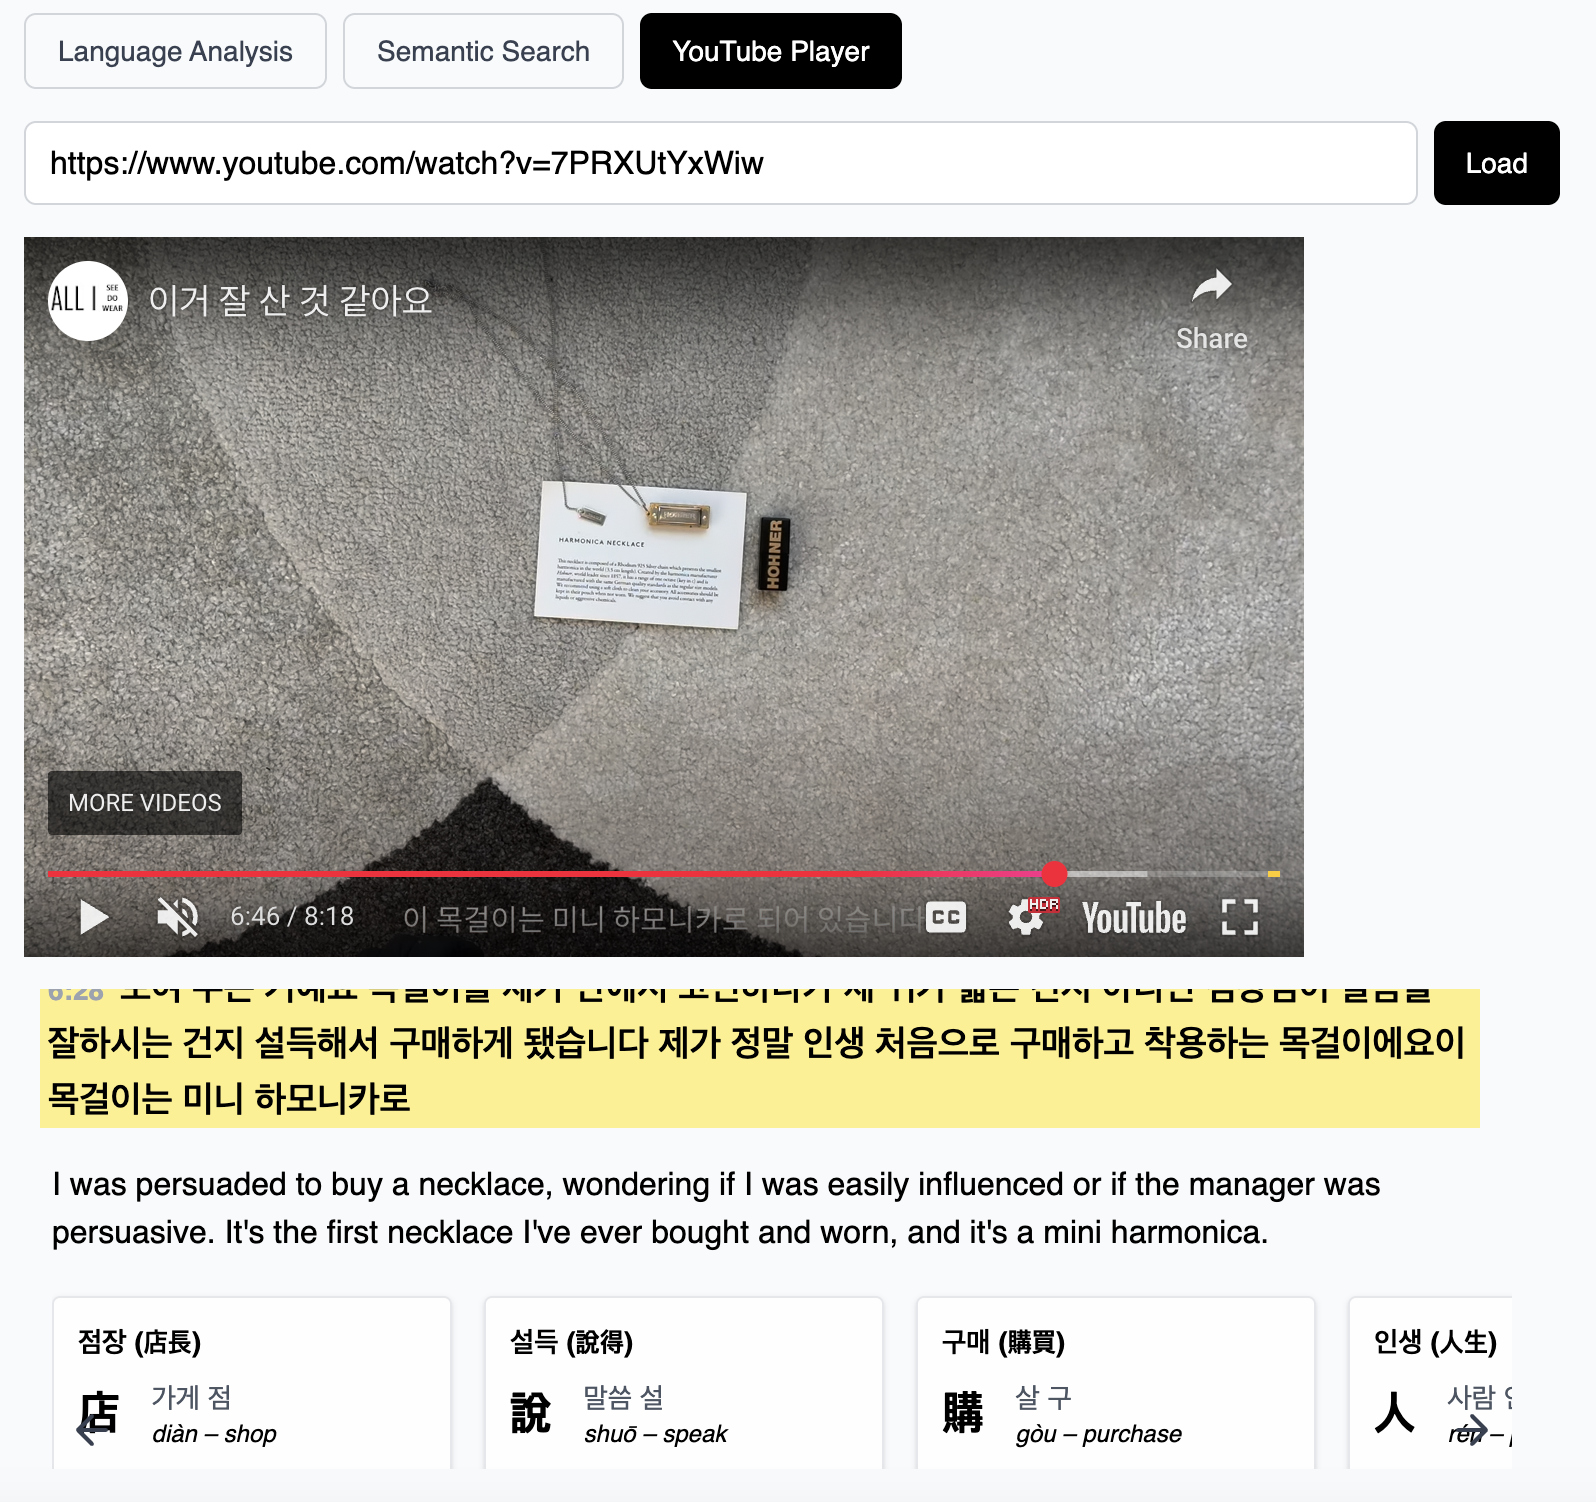 Language Analysis
Semantic Search
YouTube Player
https://www.youtube.com/watch?v=7PRXUtYxWiw
Load
ALL I SEE DO WEAR
이거 잘 산 것 같아요
Share
HARMONICA NECKLACE
HOHNER
MORE VIDEOS
6:46 / 8:18
이 목걸이는 미니 하모니카로 되어 있습니다
CC
HDR
YouTube
6:28
잘하시는 건지 설득해서 구매하게 됐습니다 제가 정말 인생 처음으로 구매하고 착용하는 목걸이에요이
목걸이는 미니 하모니카로
I was persuaded to buy a necklace, wondering if I was easily influenced or if the manager was
persuasive. It's the first necklace I've ever bought and worn, and it's a mini harmonica.
점장 (店長)
店
가게 점
diàn – shop
설득 (說得)
說
말씀 설
shuō – speak
구매 (購買)
購
살 구
gòu – purchase
인생 (人生)
人
사람
rén –